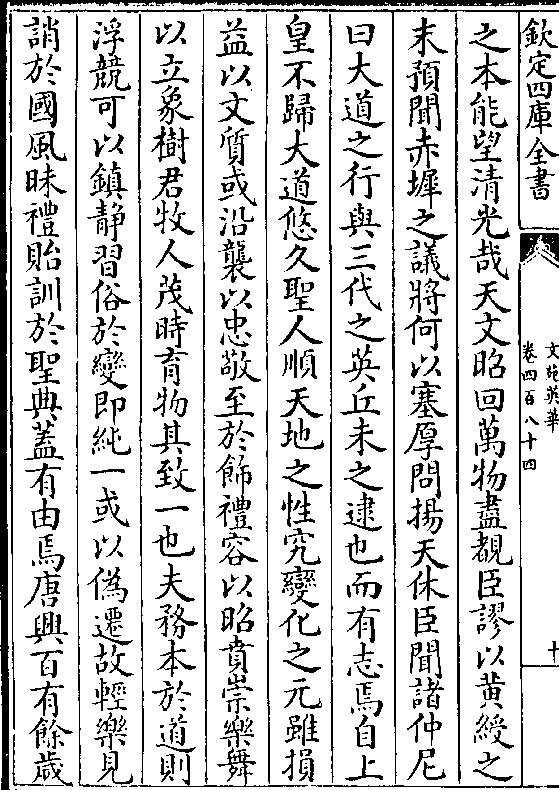 欽定四庫全書
文苑英華
卷四百八十四
十
之本能望清光哉天文昭回萬物盡覩臣謬以黄綬之
末預聞赤墀之議將何以塞厚問揚天休臣聞諸仲尼
曰大道之行與三代之英丘未之逮也而有志焉自上
皇不歸大道悠久聖人順天地之性究變化之元雖損
益以文質或沿襲以忠敬至於飾禮容以昭賁崇樂舞
以立象樹君牧人茂時育物其致一也夫務本於道則
浮競可以鎮靜習俗於變即純一或以偽遷故輕樂見
誚於國風昧禮貽訓於聖典蓋有由焉唐興百有餘歲